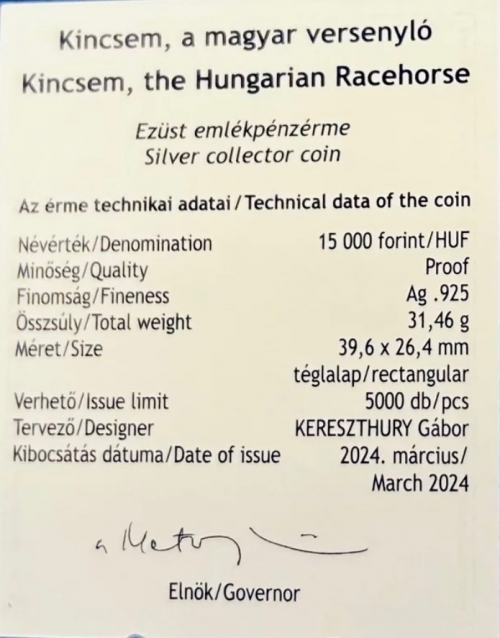 Kincsem, a magyar versenyló
Kincsem, the Hungarian Racehorse
Ezüst emlékpénzérme
Silver collector coin
Az érme technikai adatai/Technical data of the coin
Névérték/Denomination 15 000 forint/HUF
Minőség/Quality Proof
Finomság/Fineness Ag .925
Összsúly/Total weight 31,46 g
Méret/Size 39,6 x 26,4 mm
téglalap/rectangular
Verhető/Issue limit 5000 db/pcs
Tervező/Designer KERESZTHURY Gábor
Kibocsátás dátuma/Date of issue 2024. március/
March 2024
Elnök/Governor